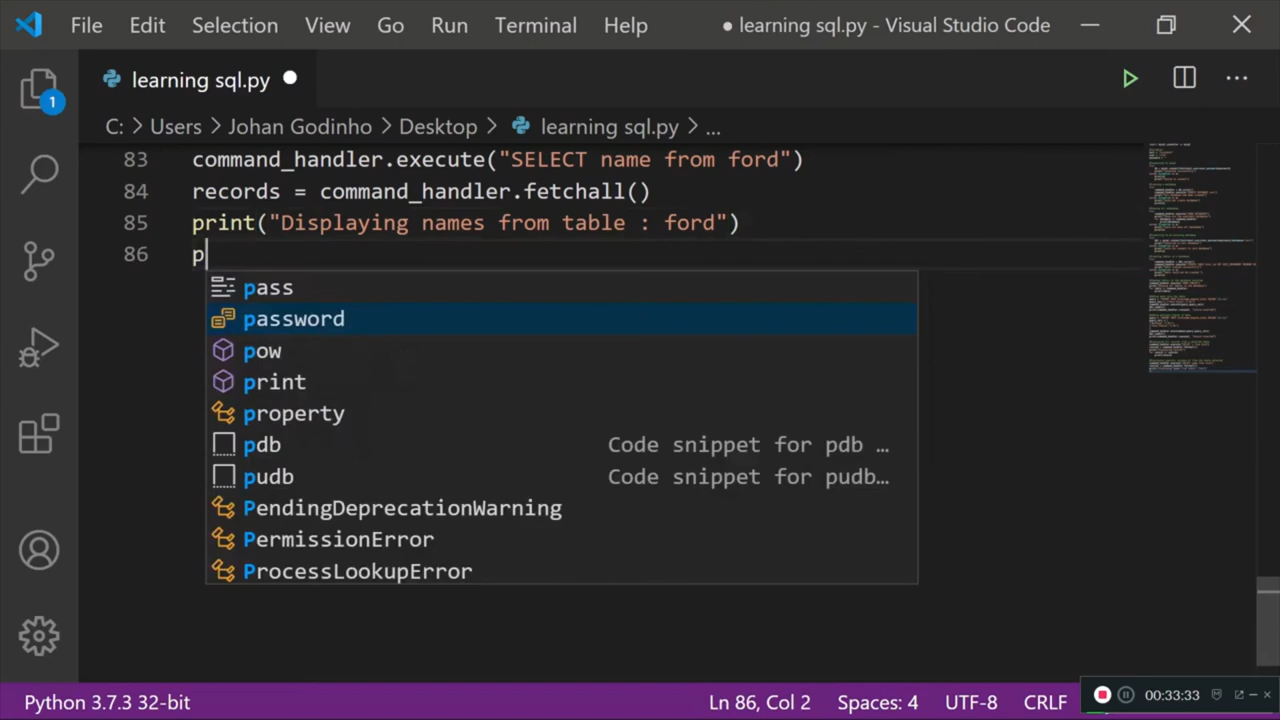 File Edit Selection View Go Run Terminal Help ● learning sql.py - Visual Studio Code
1
learning sql.py ●
C: > Users > Johan Godinho > Desktop > learning sql.py > ...
83 command_handler.execute("SELECT name from ford")
84 records = command_handler.fetchall()
85 print("Displaying names from table : ford")
86 p
pass
password
pow
print
property
pdb Code snippet for pdb …
pudb Code snippet for pudb…
PendingDeprecationWarning
PermissionError
ProcessLookupError
Python 3.7.3 32-bit Ln 86, Col 2 Spaces: 4 UTF-8 CRLF 00:33:33